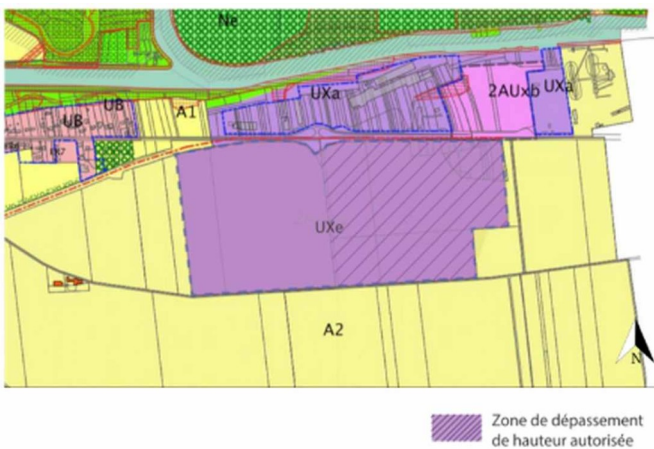 Ne
UB
UB
A1
UXa
2AUxb
UXa
UXe
A2
N
Zone de dépassement
de hauteur autorisée